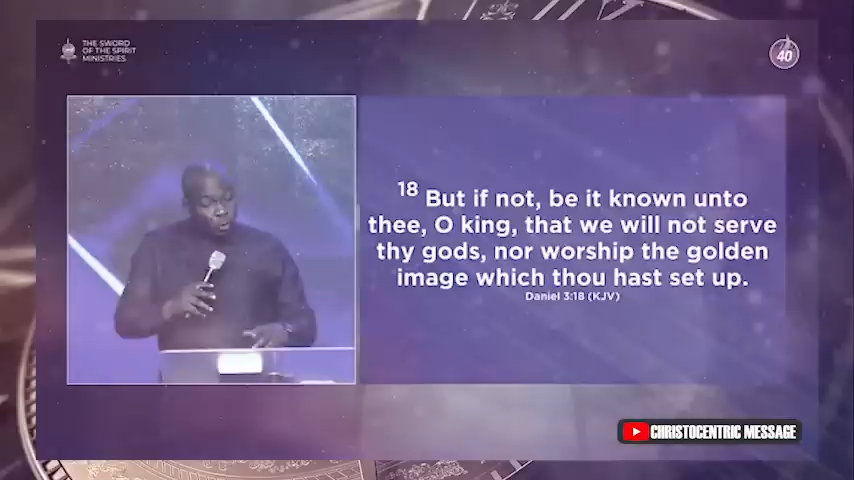 THE SWORD
OF THE SPIRIT
MINISTRIES
40
18 But if not, be it known unto
thee, O king, that we will not serve
thy gods, nor worship the golden
image which thou hast set up.
Daniel 3:18 (KJV)
CHRISTOCENTRIC MESSAGE